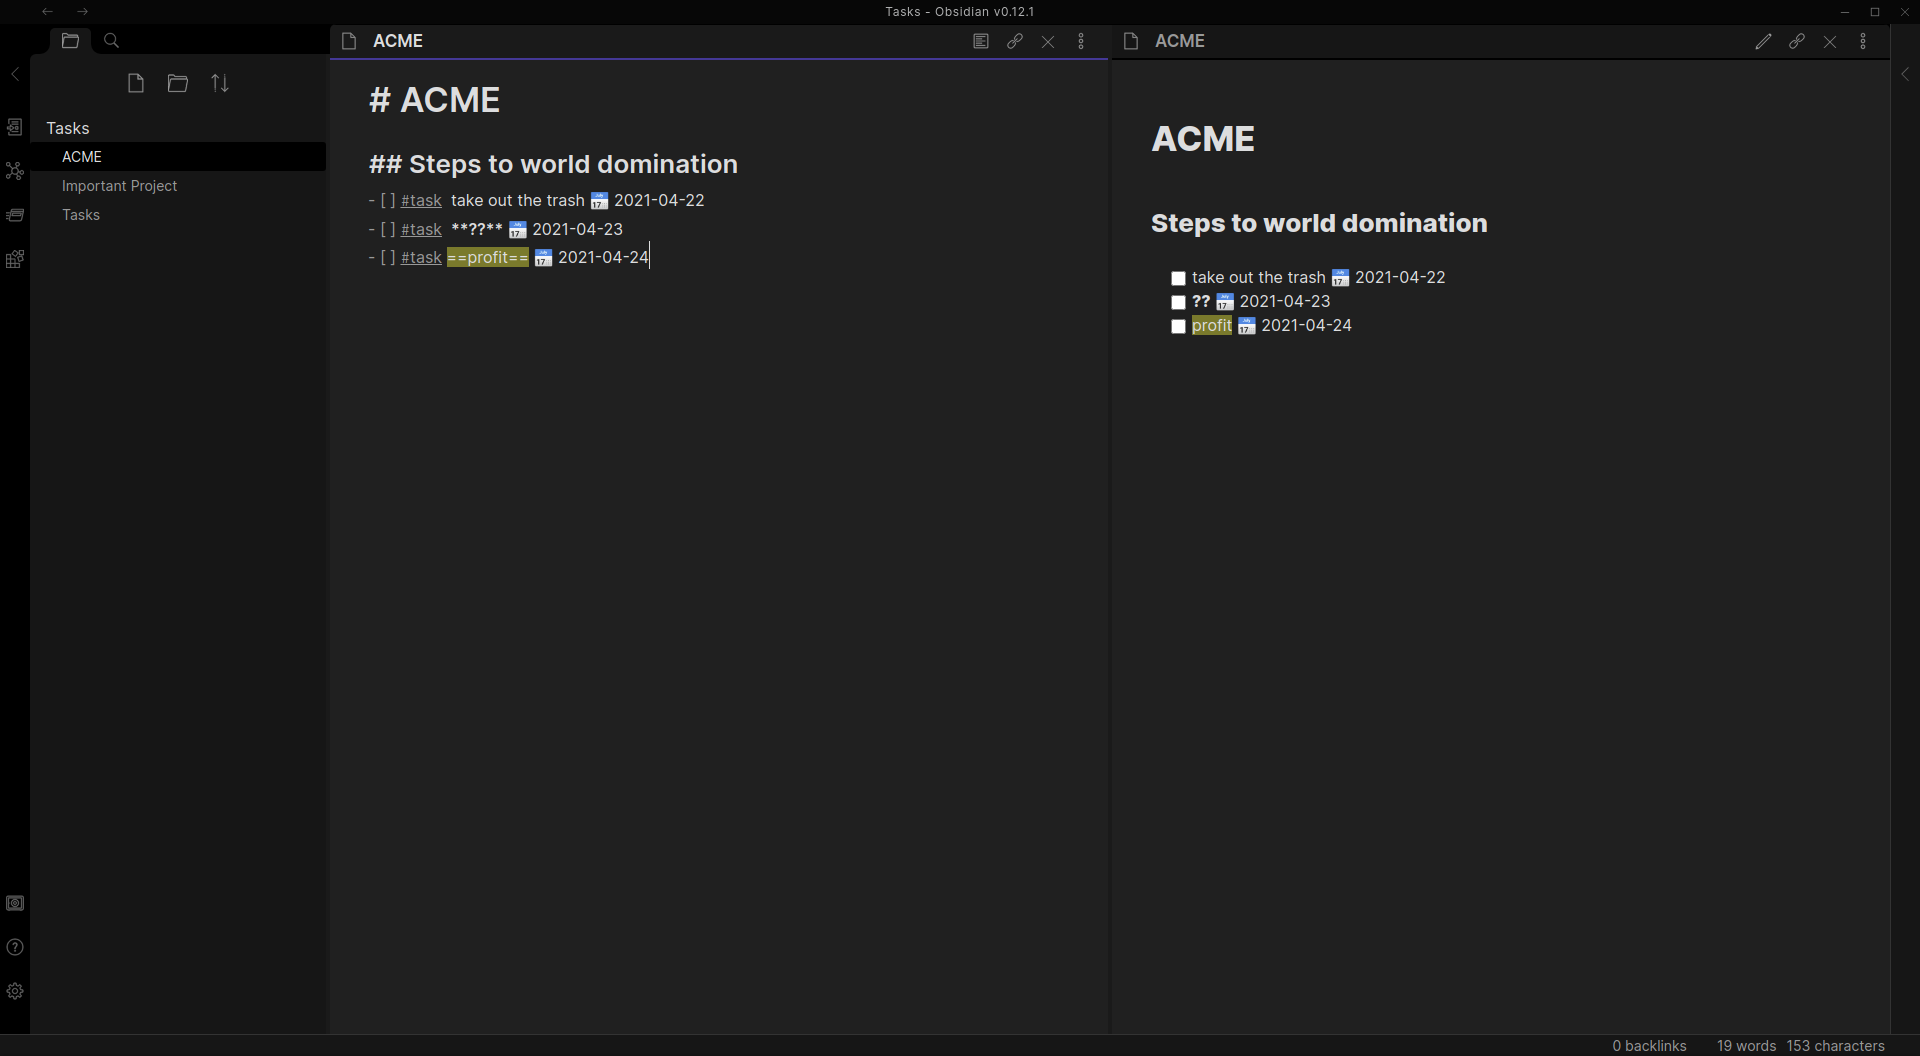 Tasks - Obsidian v0.12.1
Tasks
ACME
Important Project
Tasks
ACME
# ACME
## Steps to world domination
- [ ] #task  take out the trash 📅 2021-04-22
- [ ] #task  **??** 📅 2021-04-23
- [ ] #task ==profit== 📅 2021-04-24
ACME
ACME
Steps to world domination
take out the trash 📅 2021-04-22
?? 📅 2021-04-23
profit 📅 2021-04-24
0 backlinks 19 words 153 characters